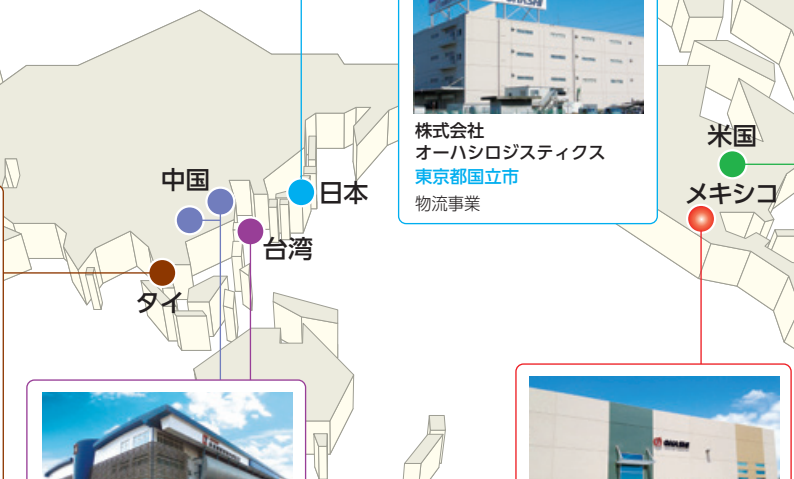 株式会社
オーハシロジスティクス
東京都国立市
物流事業
米国
メキシコ
中国
日本
台湾
タイ
OHASHI